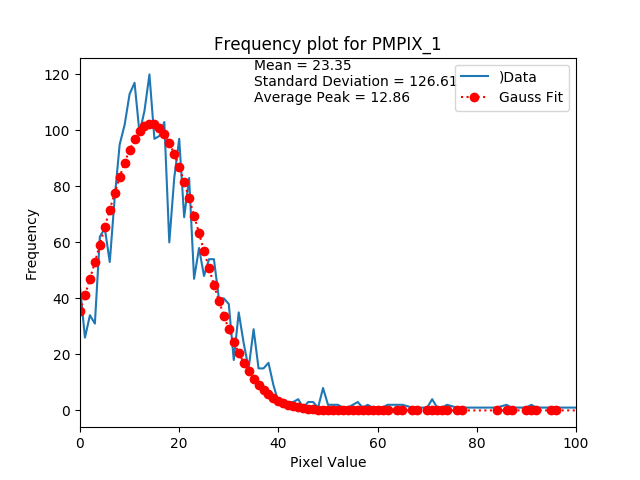 Frequency plot for PMPIX_1
Mean = 23.35
Standard Deviation = 126.61
Average Peak = 12.86
)Data
Gauss Fit
120
100
80
60
40
20
0
Frequency
0 20 40 60 80 100
Pixel Value